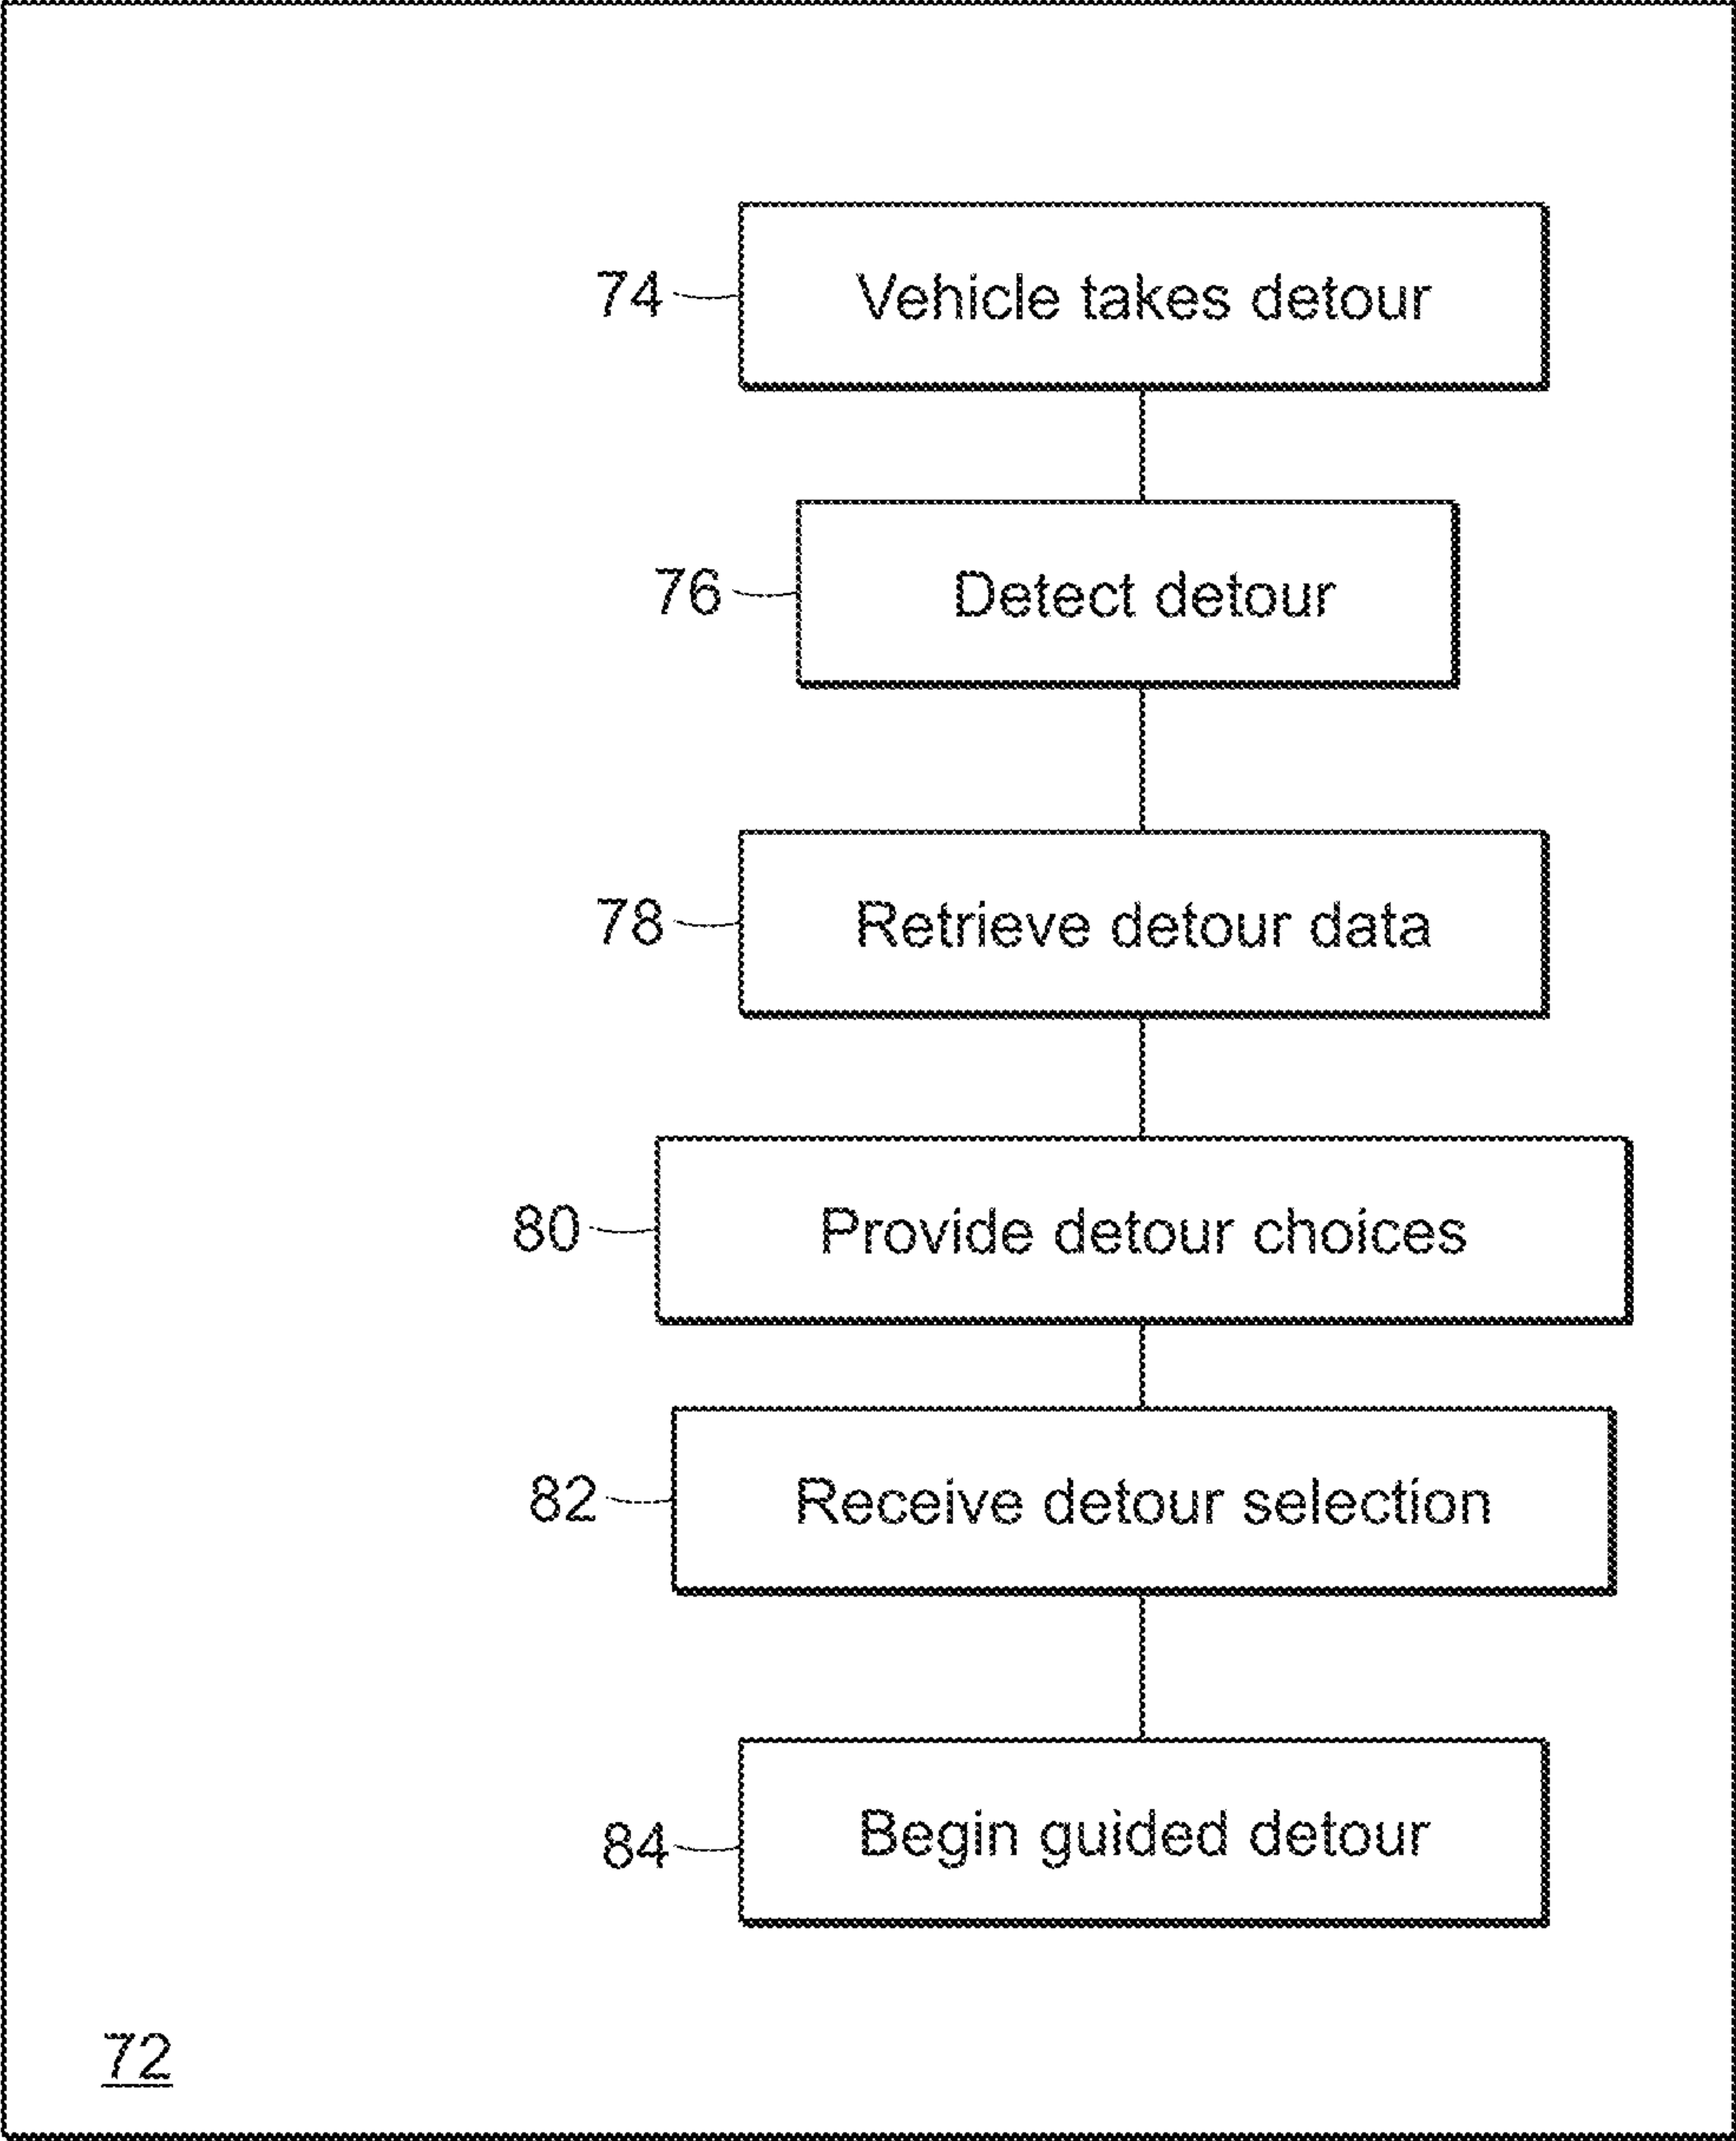 74 Vehicle takes detour
76 Detect detour
78 Retrieve detour data
80 Provide detour choices
82 Receive detour selection
84 Begin guided detour
72